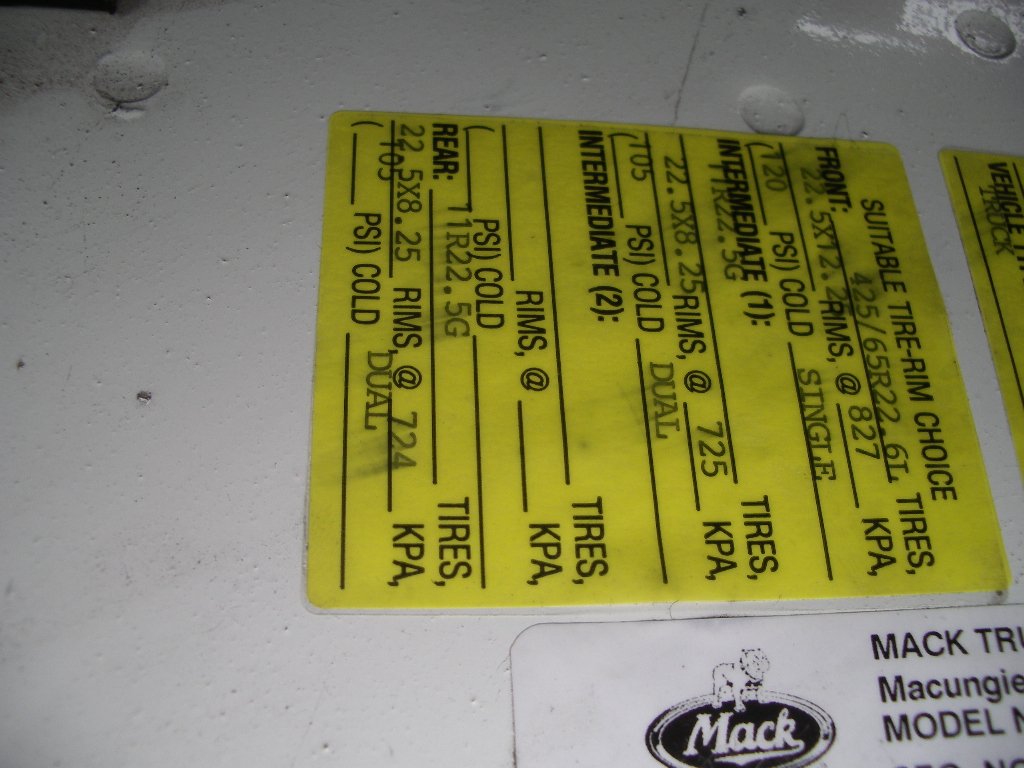 SUITABLE TIRE-RIM CHOICE
FRONT: 425/65R22.6L TIRES,
22.5X12.2 RIMS, @ 827 KPA,
(120 PSI) COLD SINGLE
INTERMEDIATE (1): 11R22.5G TIRES,
22.5X8.25 RIMS, @ 725 KPA,
(105 PSI) COLD DUAL
INTERMEDIATE (2): TIRES,
RIMS, @ KPA,
( PSI) COLD
REAR: 11R22.5G TIRES,
22.5X8.25 RIMS, @ 724 KPA,
(105 PSI) COLD DUAL
TRUCK
Mack
MACK TRU
Macungie
MODEL N